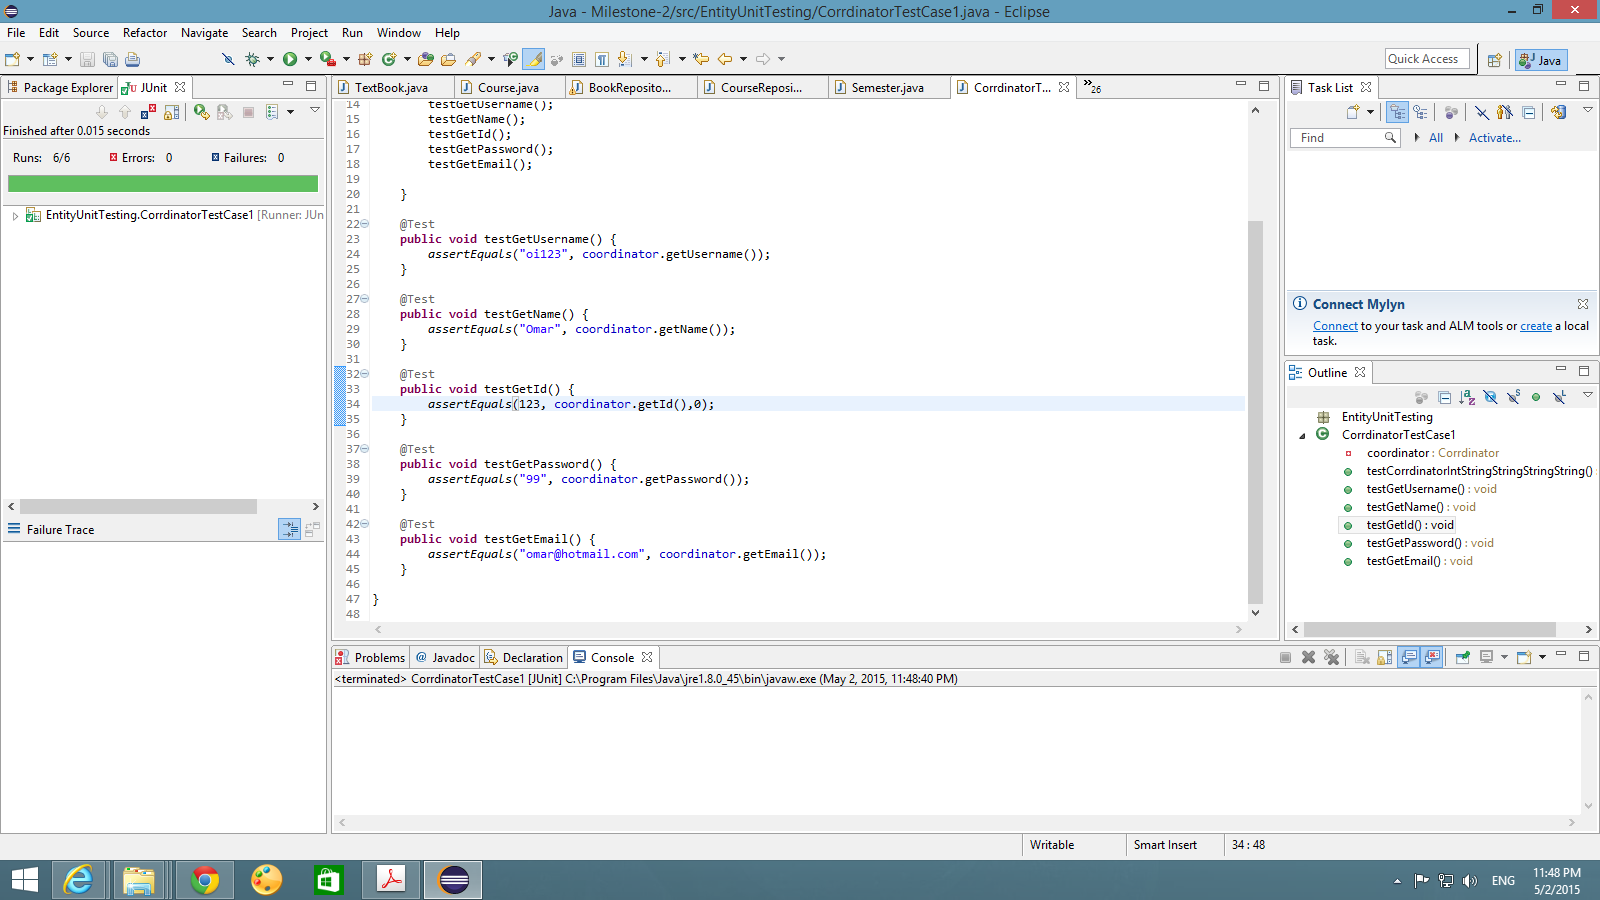 Java - Milestone-2/src/EntityUnitTesting/CorrdinatorTestCase1.java - Eclipse
File Edit Source Refactor Navigate Search Project Run Window Help
Quick Access
Java
Package Explorer JUnit
Finished after 0.015 seconds
Runs: 6/6 Errors: 0 Failures: 0
EntityUnitTesting.CorrdinatorTestCase1 [Runner: JUn
Failure Trace
TextBook.java Course.java BookReposito... CourseReposi... Semester.java CorrdinatorT... »26
14 testGetUsername();
15 testGetName();
16 testGetId();
17 testGetPassword();
18 testGetEmail();
19
20 }
21
22 @Test
23 public void testGetUsername() {
24 assertEquals("oi123", coordinator.getUsername());
25 }
26
27 @Test
28 public void testGetName() {
29 assertEquals("Omar", coordinator.getName());
30 }
31
32 @Test
33 public void testGetId() {
34 assertEquals(123, coordinator.getId(),0);
35 }
36
37 @Test
38 public void testGetPassword() {
39 assertEquals("99", coordinator.getPassword());
40 }
41
42 @Test
43 public void testGetEmail() {
44 assertEquals("omar@hotmail.com", coordinator.getEmail());
45 }
46
47 }
48
Task List
Find All Activate...
Connect Mylyn
Connect to your task and ALM tools or create a local
task.
Outline
EntityUnitTesting
CorrdinatorTestCase1
coordinator : Corrdinator
testCorrdinatorIntStringStringStringString()
testGetUsername() : void
testGetName() : void
testGetId() : void
testGetPassword() : void
testGetEmail() : void
Problems @ Javadoc Declaration Console
<terminated> CorrdinatorTestCase1 [JUnit] C:\Program Files\Java\jre1.8.0_45\bin\javaw.exe (May 2, 2015, 11:48:40 PM)
Writable Smart Insert 34 : 48
ENG
11:48 PM
5/2/2015